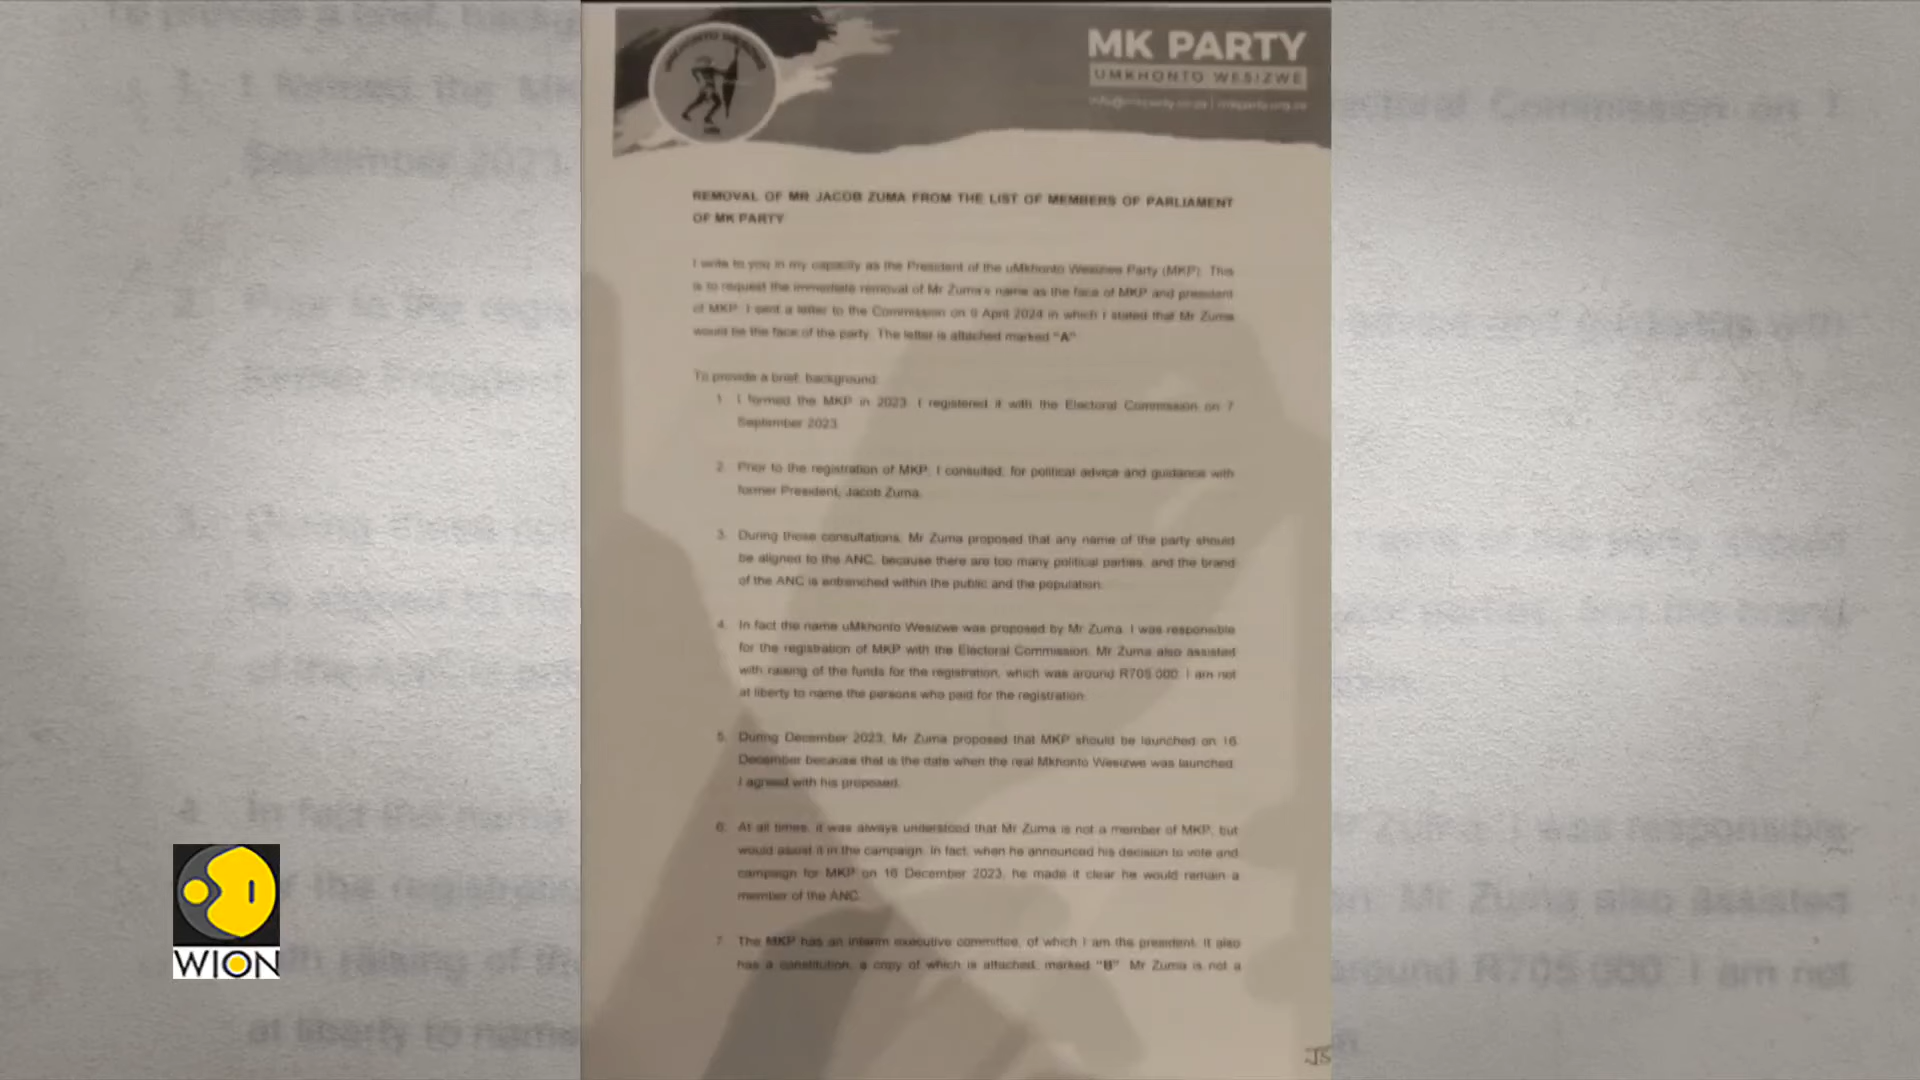 UMKHONTO WESIZWE
MK PARTY
UMKHONTO WESIZWE
REMOVAL OF MR JACOB ZUMA FROM THE LIST OF MEMBERS OF PARLIAMENT
OF MK PARTY
I write to you in my capacity as the President of the uMkhonto Wesizwe Party (MKP). This
is to request the immediate removal of Mr Zuma's name as the face of MKP and president
of MKP. I sent a letter to the Commission on 9 April 2024 in which I stated that Mr Zuma
would be the face of the party. The letter is attached marked "A"
To provide a brief, background:
1. I formed the MKP in 2023. I registered it with the Electoral Commission on 7
September 2023.
2. Prior to the registration of MKP, I consulted, for political advice and guidance with
former President, Jacob Zuma.
3. During those consultations, Mr Zuma proposed that any name of the party should
be aligned to the ANC, because there are too many political parties, and the brand
of the ANC is entrenched within the public and the population.
4. In fact the name uMkhonto Wesizwe was proposed by Mr Zuma. I was responsible
for the registration of MKP with the Electoral Commission. Mr Zuma also assisted
with raising of the funds for the registration, which was around R705 000. I am not
at liberty to name the persons who paid for the registration.
5. During December 2023, Mr Zuma proposed that MKP should be launched on 16
December because that is the date when the real Mkhonto Wesizwe was launched.
I agreed with his proposed.
6. At all times, it was always understood that Mr Zuma is not a member of MKP, but
would assist it in the campaign. In fact, when he announced his decision to vote and
campaign for MKP on 16 December 2023, he made it clear he would remain a
member of the ANC.
7. The MKP has an interim executive committee, of which I am the president. It also
has a constitution, a copy of which is attached, marked "B". Mr Zuma is not a
JS
WION